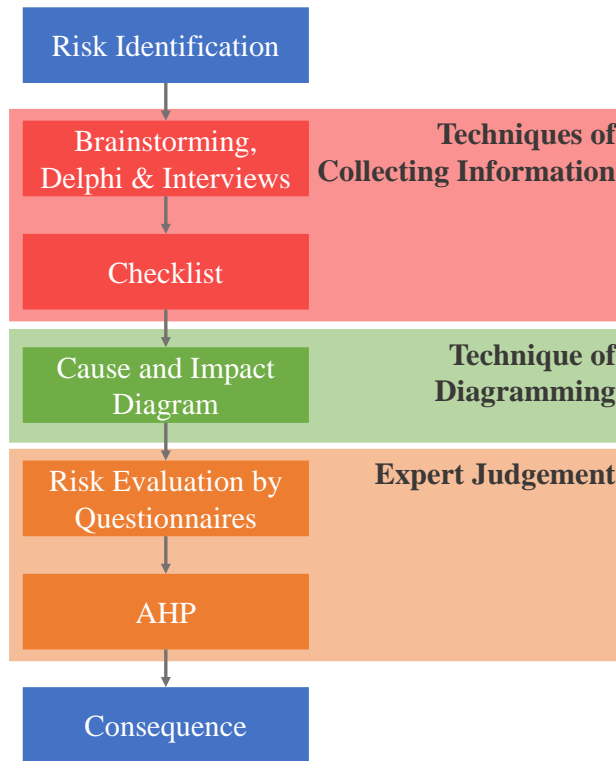 Risk Identification
Brainstorming,
Delphi & Interviews
Techniques of
Collecting Information
Checklist
Cause and Impact
Diagram
Technique of
Diagramming
Risk Evaluation by
Questionnaires
Expert Judgement
AHP
Consequence